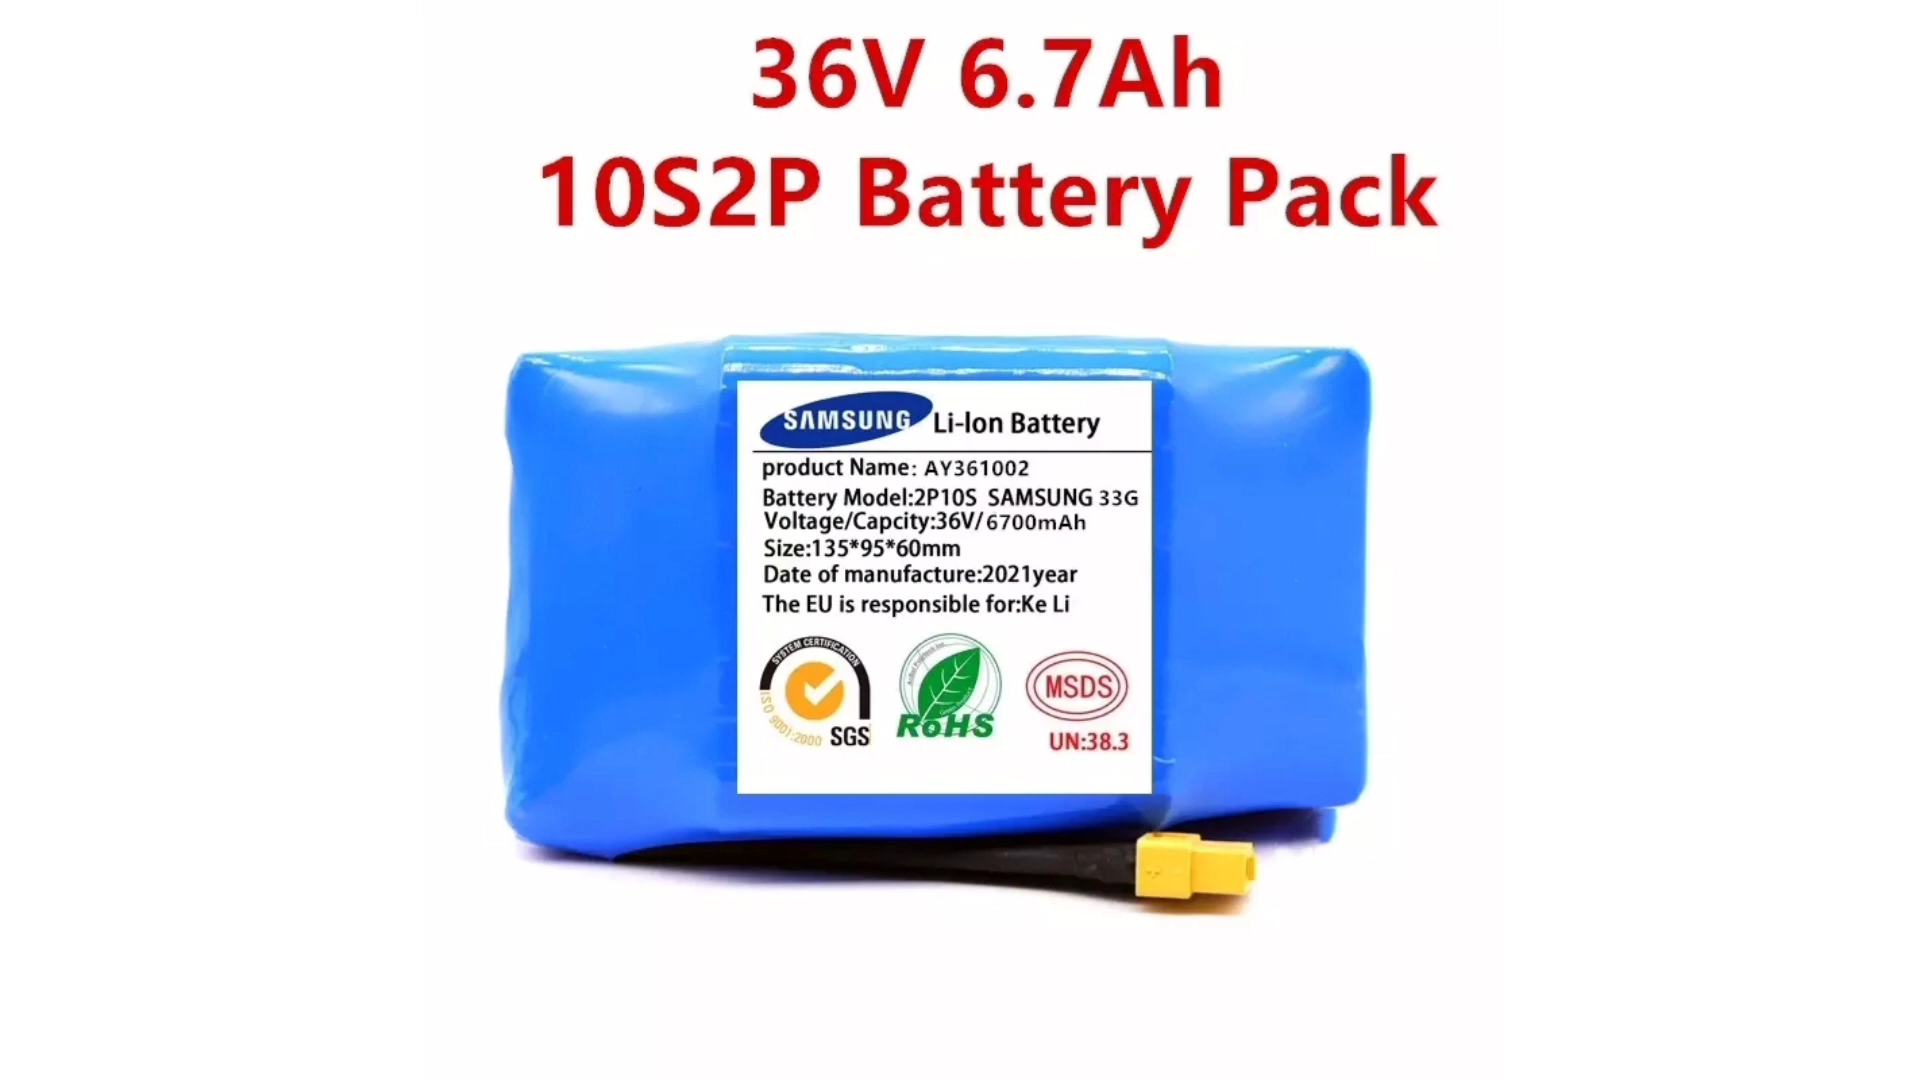 36V 6.7Ah
10S2P Battery Pack
SAMSUNG Li-Ion Battery
product Name: AY361002
Battery Model:2P10S SAMSUNG 33G
Voltage/Capcity:36V/6700mAh
Size:135*95*60mm
Date of manufacture:2021year
The EU is responsible for:Ke Li
SYSTEM CERTIFICATION
ISO 9001:2000
SGS
RoHS
MSDS
UN:38.3